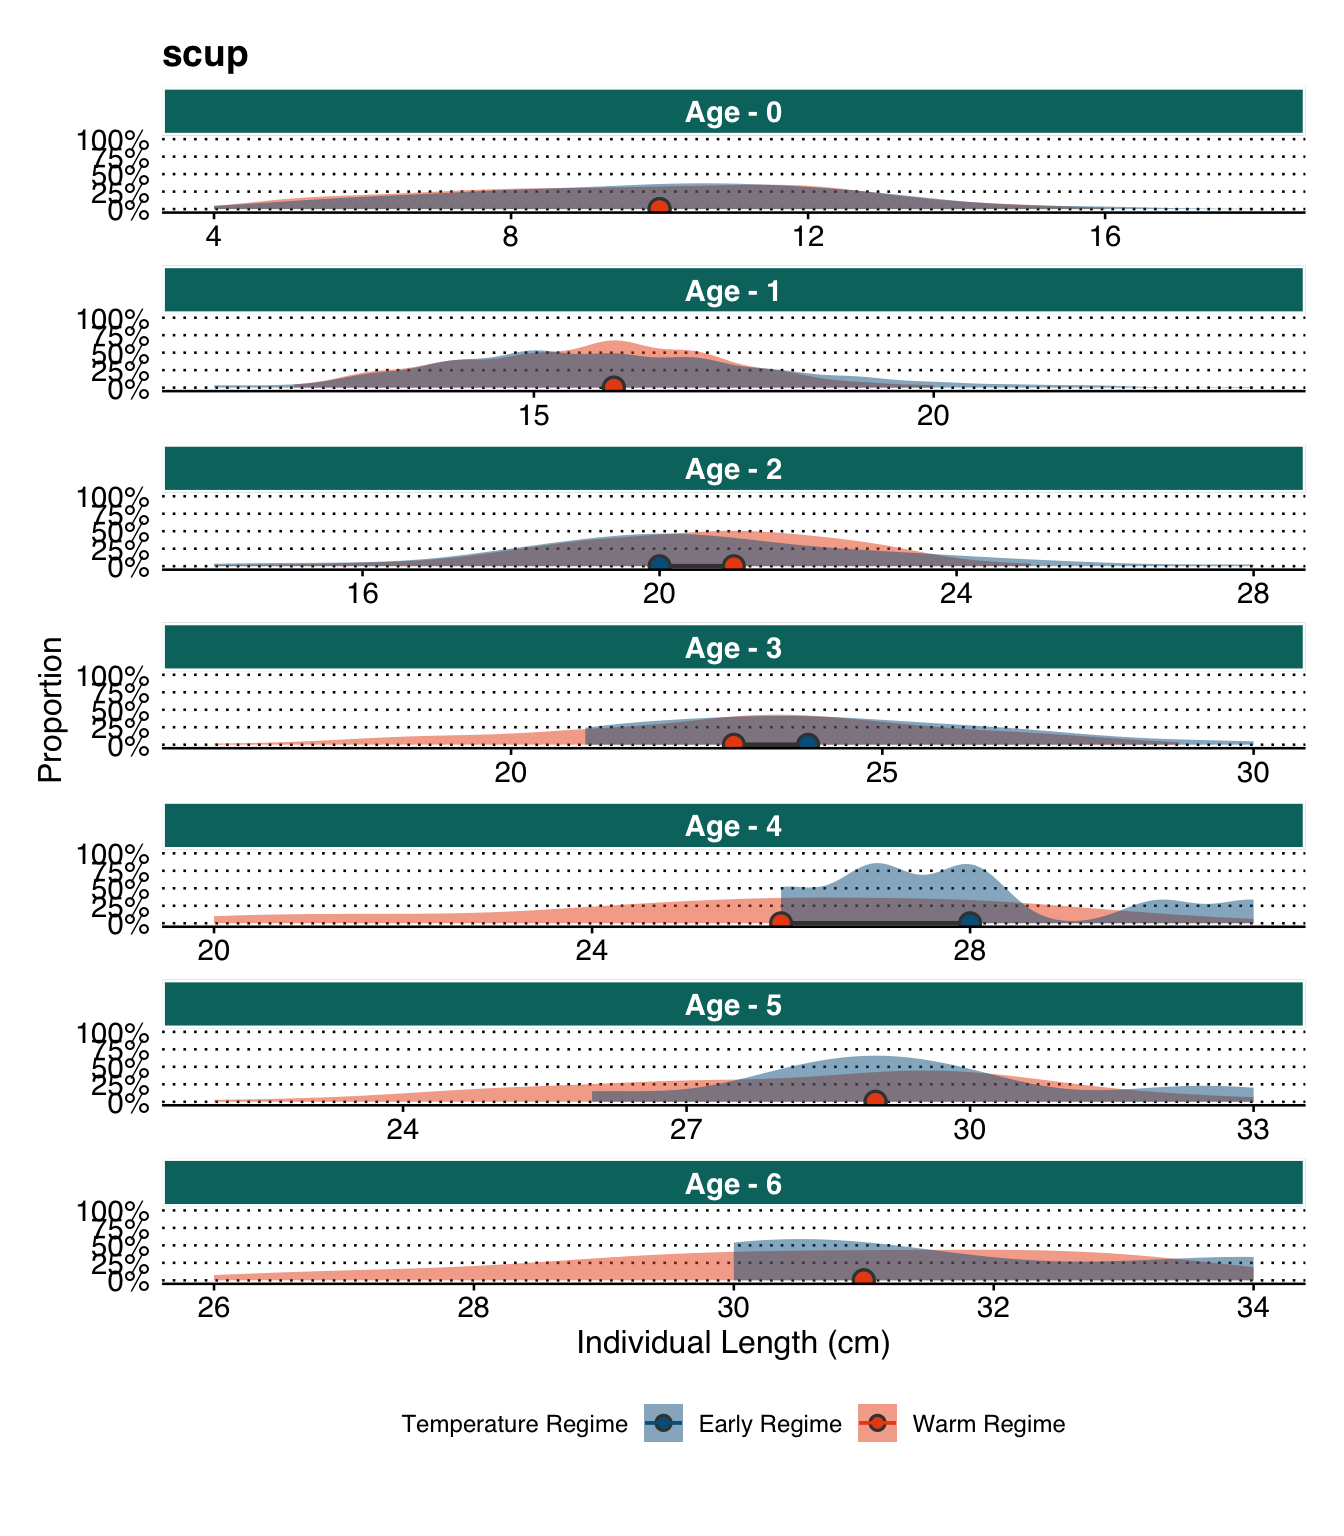 scup
Age - 0
100%
75%
50%
25%
0%
4 8 12 16
Age - 1
100%
75%
50%
25%
0%
15 20
Age - 2
100%
75%
50%
25%
0%
16 20 24 28
Age - 3
100%
75%
50%
25%
0%
20 25 30
Proportion
Age - 4
100%
75%
50%
25%
0%
20 24 28
Age - 5
100%
75%
50%
25%
0%
24 27 30 33
Age - 6
100%
75%
50%
25%
0%
26 28 30 32 34
Individual Length (cm)
Temperature Regime Early Regime Warm Regime